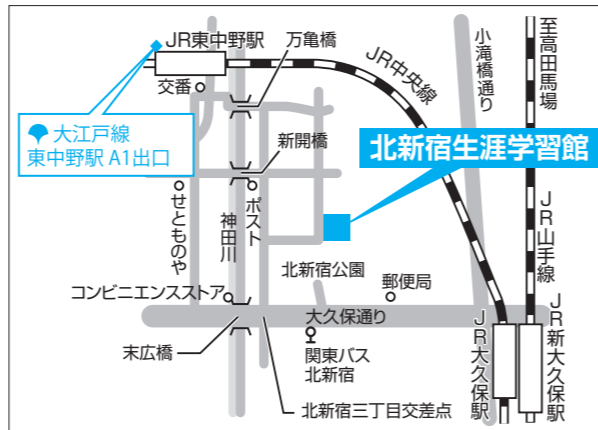 JR東中野駅
万亀橋
交番
大江戸線
東中野駅 A1出口
新開橋
JR中央線
小滝橋通り
至高田馬場
北新宿生涯学習館
せとものや
神田川
ポスト
JR山手線
北新宿公園
コンビニエンスストア
郵便局
大久保通り
末広橋
関東バス
北新宿
北新宿三丁目交差点
JR大久保駅
JR新大久保駅